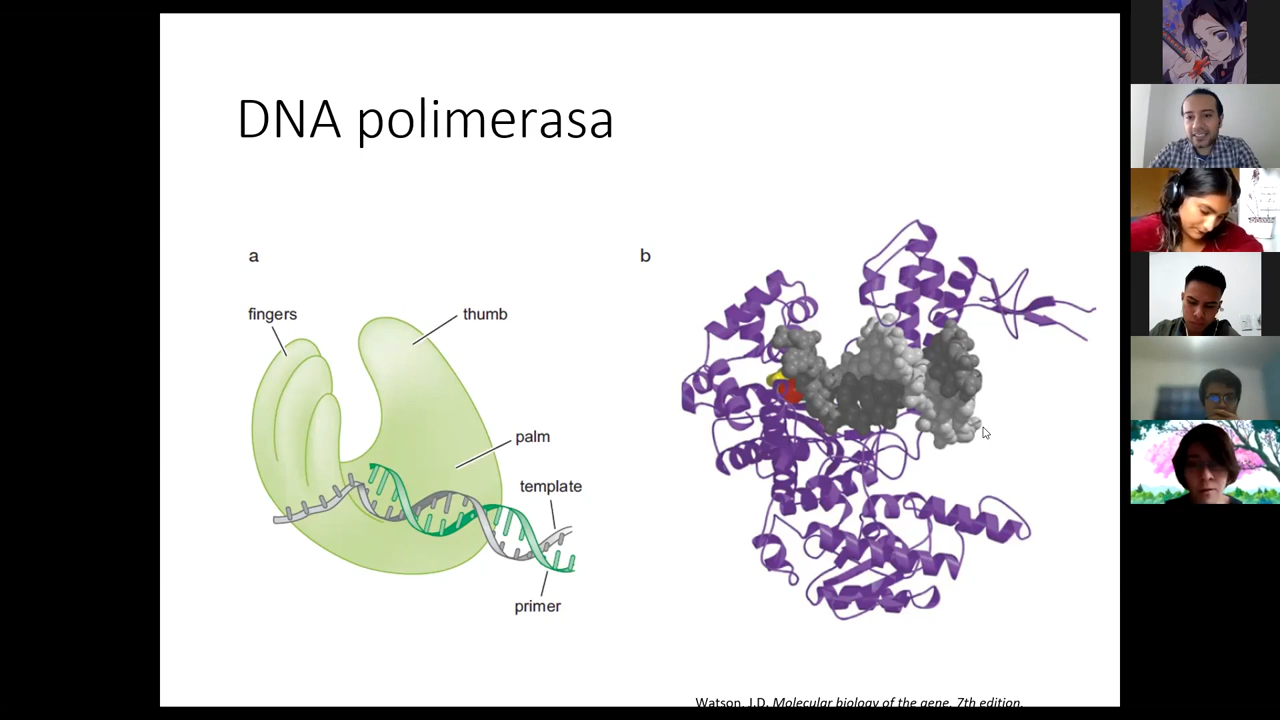 DNA polimerasa
a
b
fingers
thumb
palm
template
primer
Watson, J.D. Molecular biology of the gene. 7th edition.